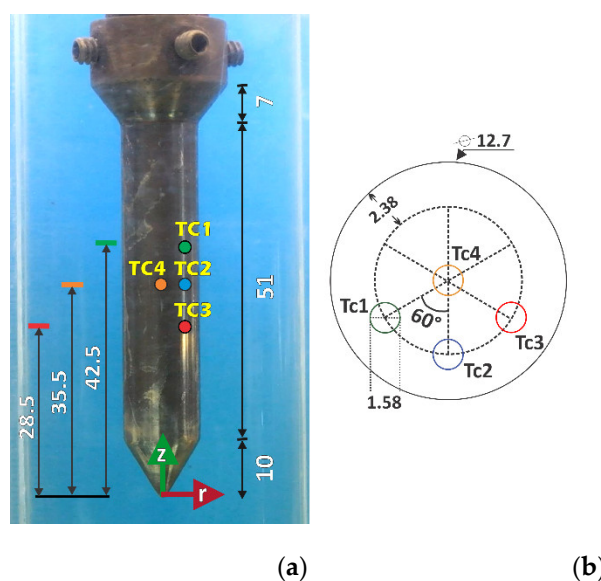 7
TC1
TC4
TC2
TC3
51
42.5
35.5
28.5
10
z
r
(a)
12.7
2.38
Tc4
Tc1
60°
Tc3
Tc2
1.58
(b)